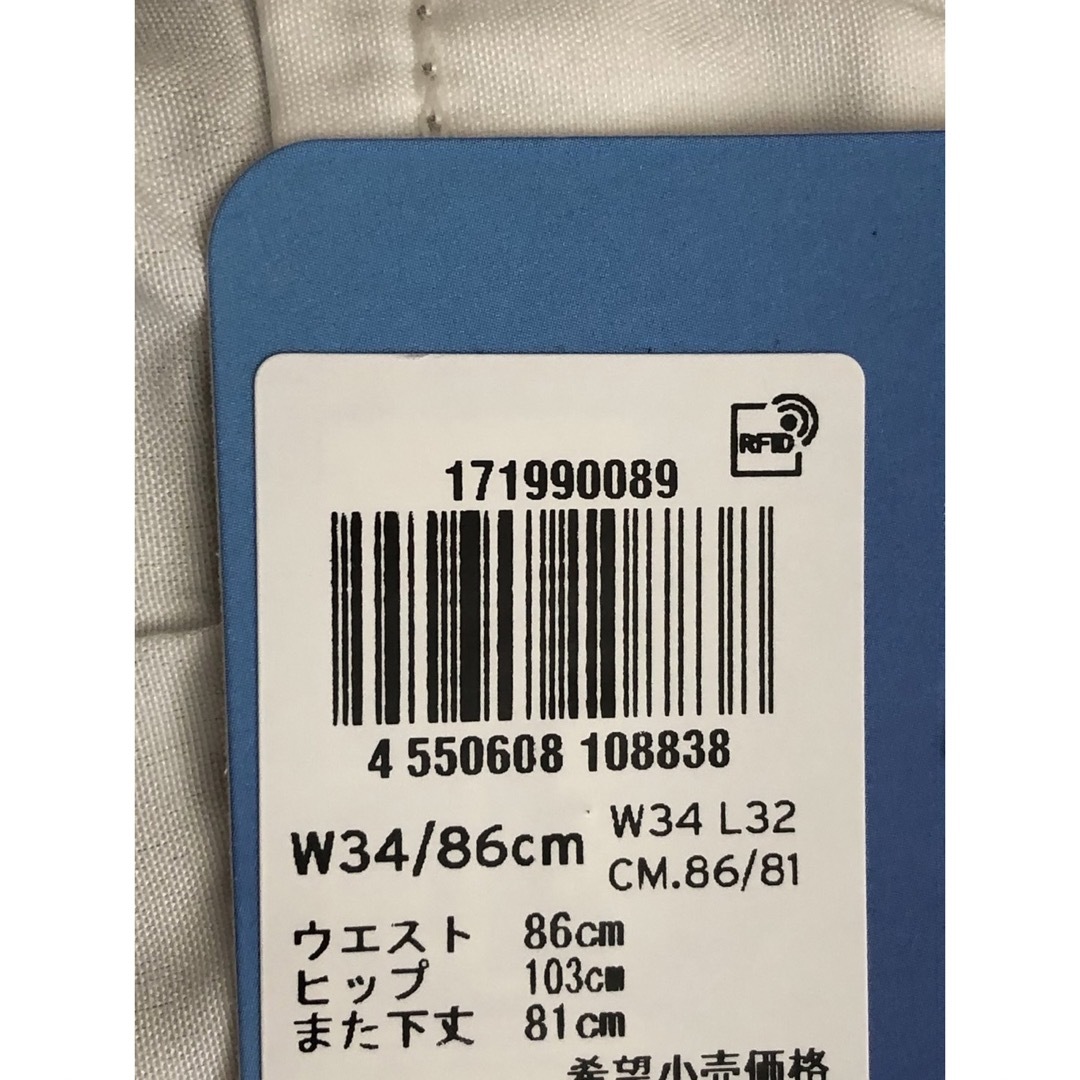 RFID
171990089
4 550608 108838
W34/86cm
W34 L32
CM.86/81
ウエスト 86cm
ヒップ 103cm
また下丈 81cm
希望小売価格